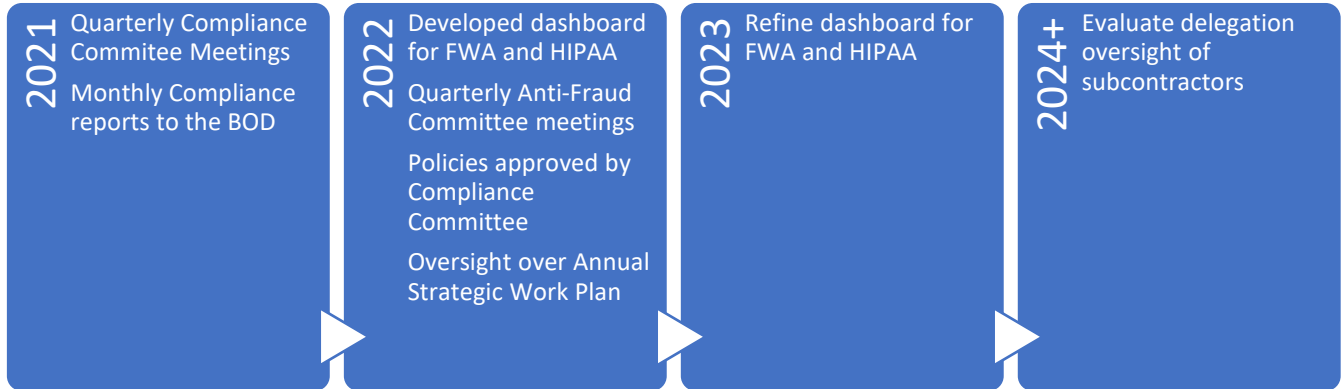 2021
Quarterly Compliance
Commitee Meetings
Monthly Compliance
reports to the BOD
2022
Developed dashboard
for FWA and HIPAA
Quarterly Anti-Fraud
Committee meetings
Policies approved by
Compliance
Committee
Oversight over Annual
Strategic Work Plan
2023
Refine dashboard for
FWA and HIPAA
2024+
Evaluate delegation
oversight of
subcontractors